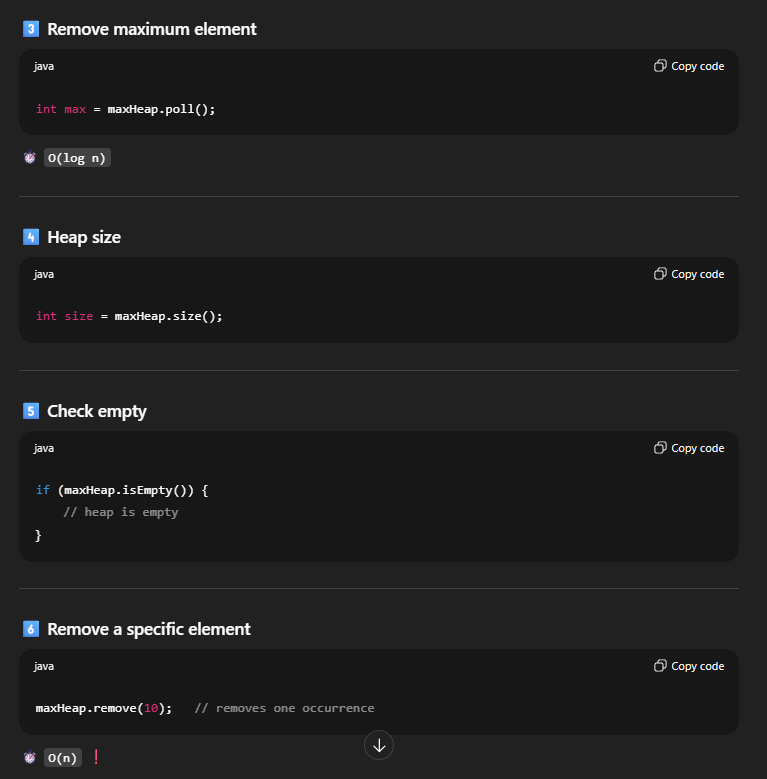 3 Remove maximum element
java Copy code
int max = maxHeap.poll();
O(log n)
4 Heap size
java Copy code
int size = maxHeap.size();
5 Check empty
java Copy code
if (maxHeap.isEmpty()) {
// heap is empty
}
6 Remove a specific element
java Copy code
maxHeap.remove(10); // removes one occurrence
O(n) ❗